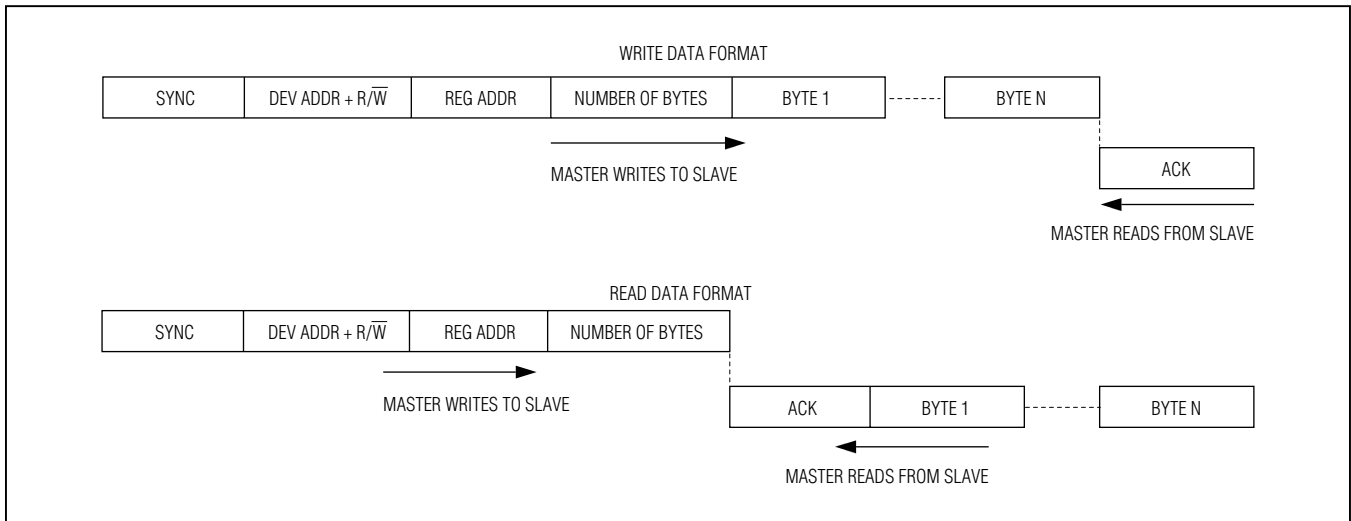 WRITE DATA FORMAT
SYNC DEV ADDR + R/W̅ REG ADDR NUMBER OF BYTES BYTE 1 BYTE N
MASTER WRITES TO SLAVE
ACK
MASTER READS FROM SLAVE
READ DATA FORMAT
SYNC DEV ADDR + R/W̅ REG ADDR NUMBER OF BYTES
MASTER WRITES TO SLAVE
ACK BYTE 1 BYTE N
MASTER READS FROM SLAVE